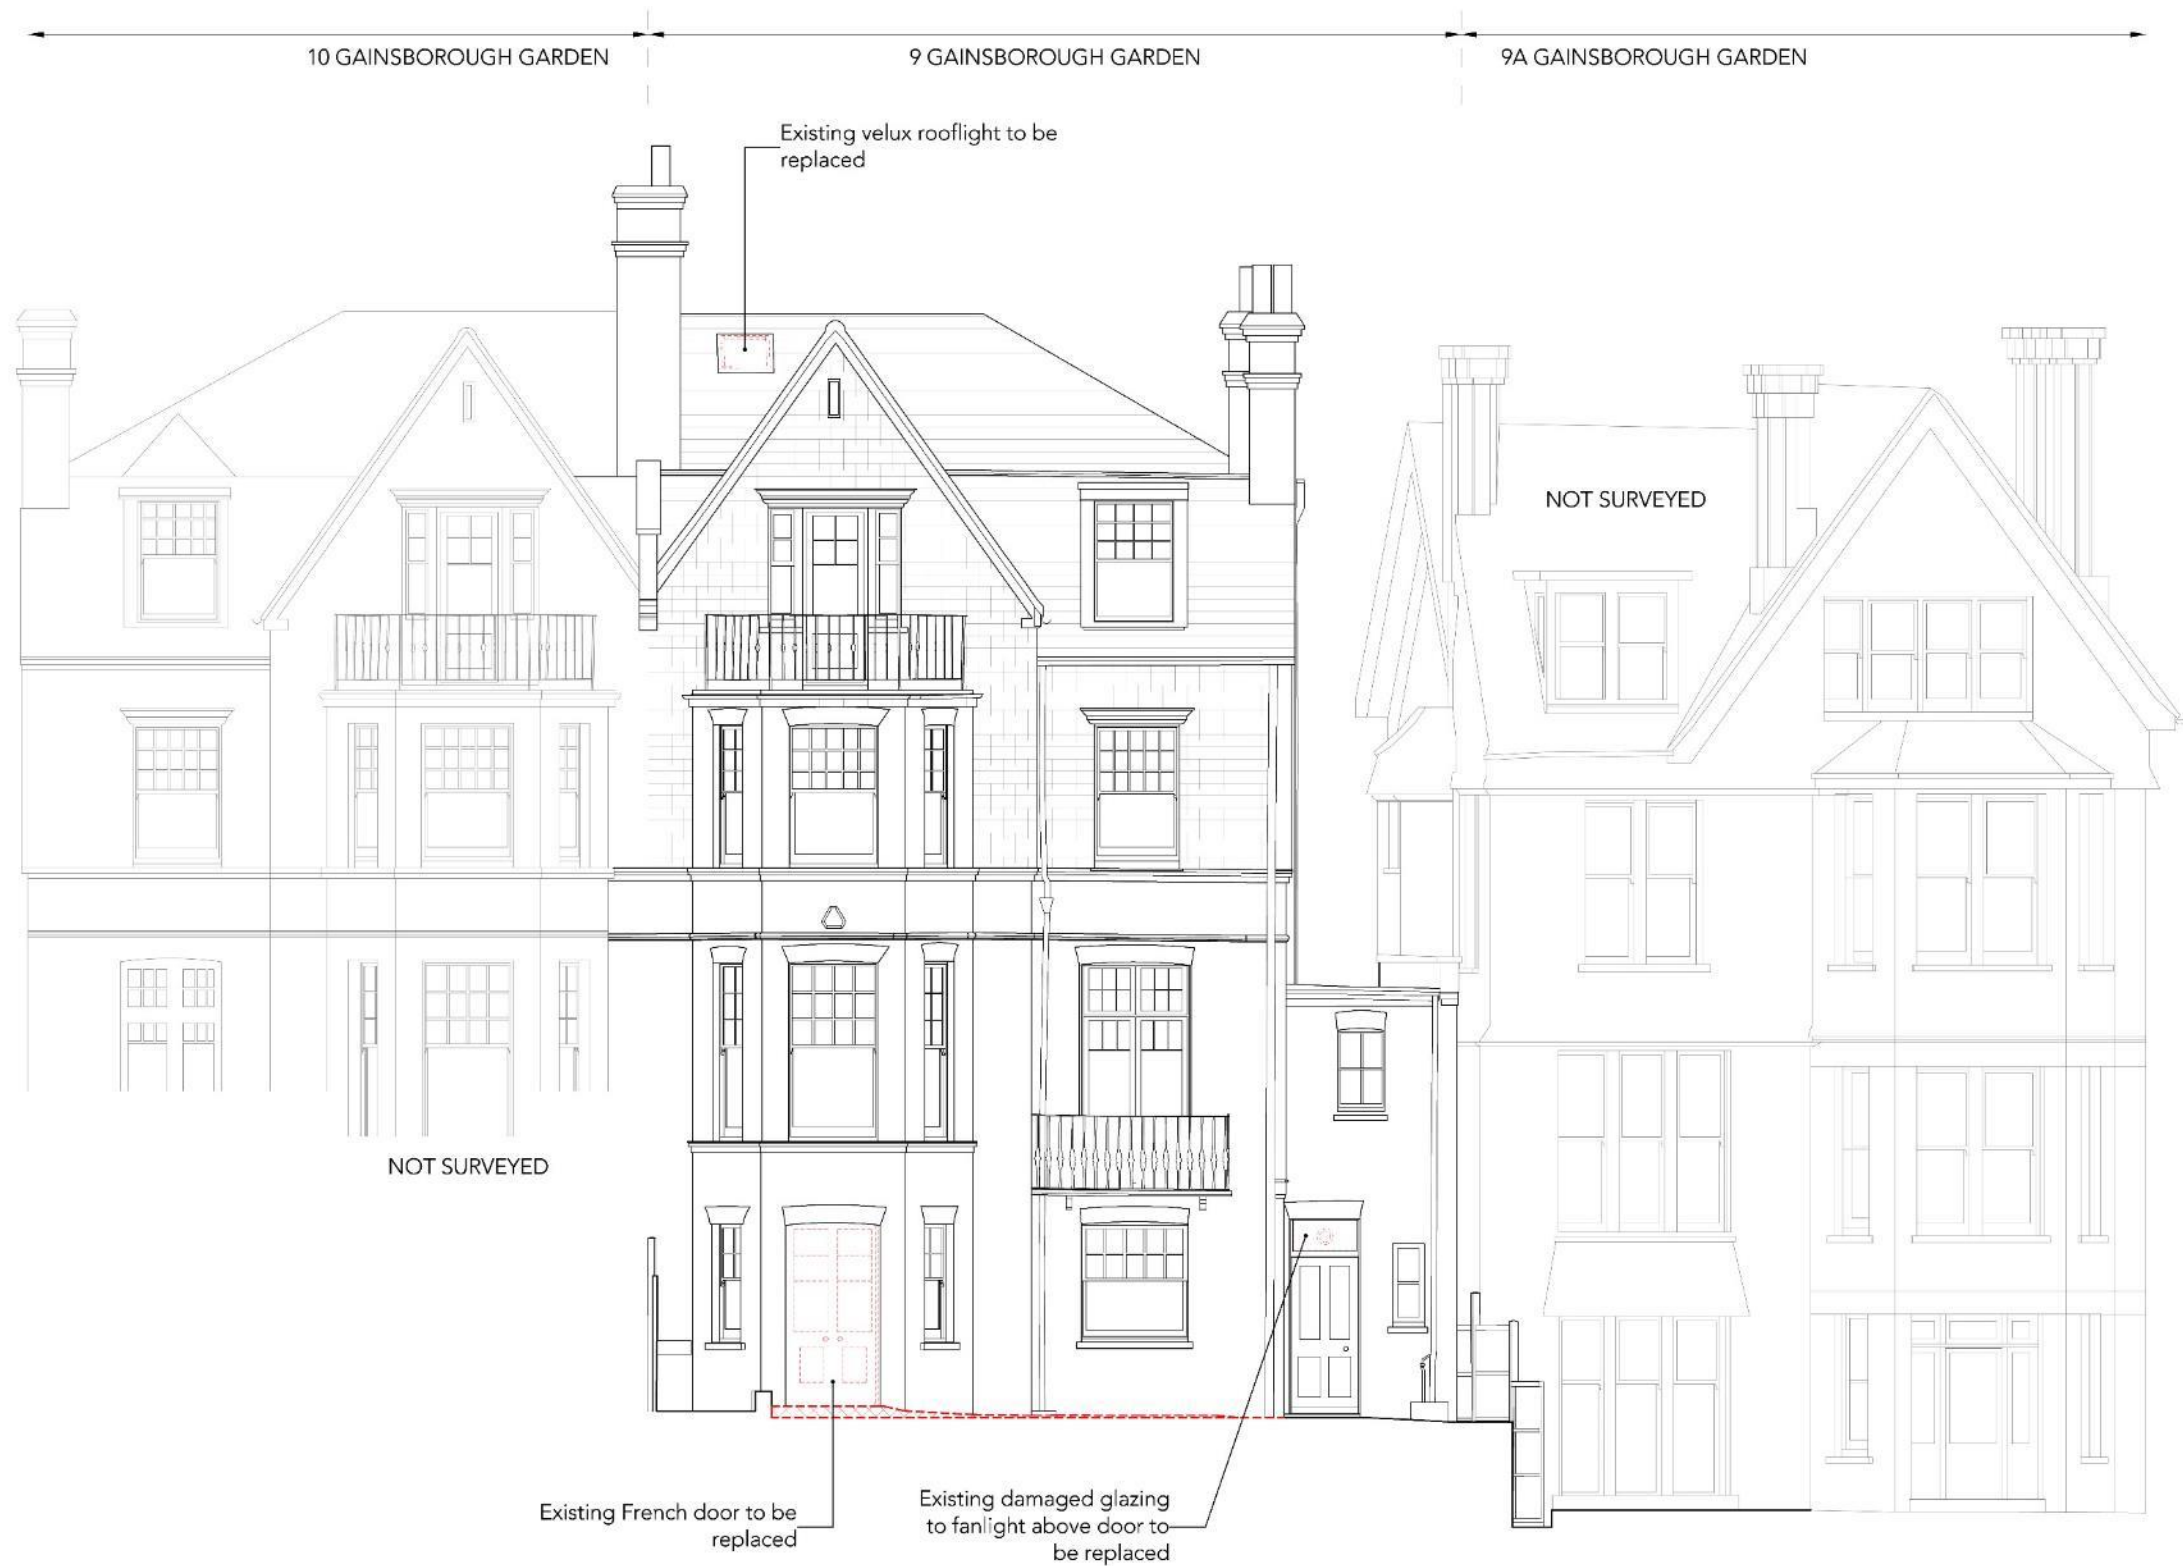 10 GAINSBOROUGH GARDEN
9 GAINSBOROUGH GARDEN
9A GAINSBOROUGH GARDEN
Existing velux rooflight to be
replaced
NOT SURVEYED
NOT SURVEYED
Existing French door to be
replaced
Existing damaged glazing
to fanlight above door to
be replaced